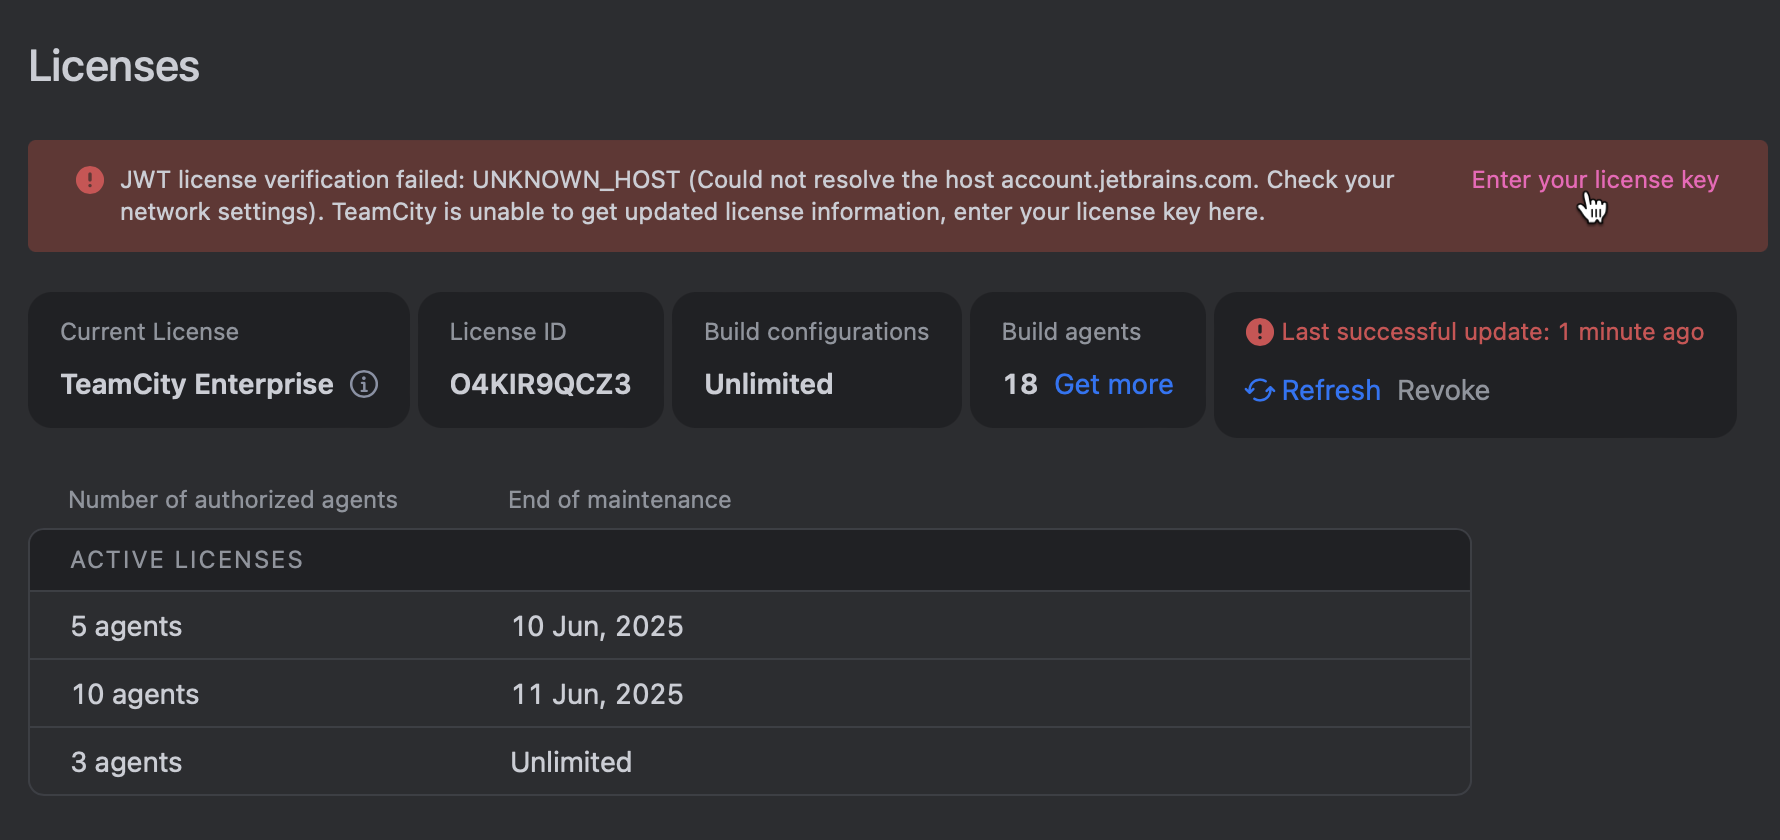 Licenses
JWT license verification failed: UNKNOWN_HOST (Could not resolve the host account.jetbrains.com. Check your
network settings). TeamCity is unable to get updated license information, enter your license key here.
Enter your license key
Current License
TeamCity Enterprise
License ID
O4KIR9QCZ3
Build configurations
Unlimited
Build agents
18 Get more
Last successful update: 1 minute ago
Refresh Revoke
Number of authorized agents End of maintenance
ACTIVE LICENSES
5 agents 10 Jun, 2025
10 agents 11 Jun, 2025
3 agents Unlimited